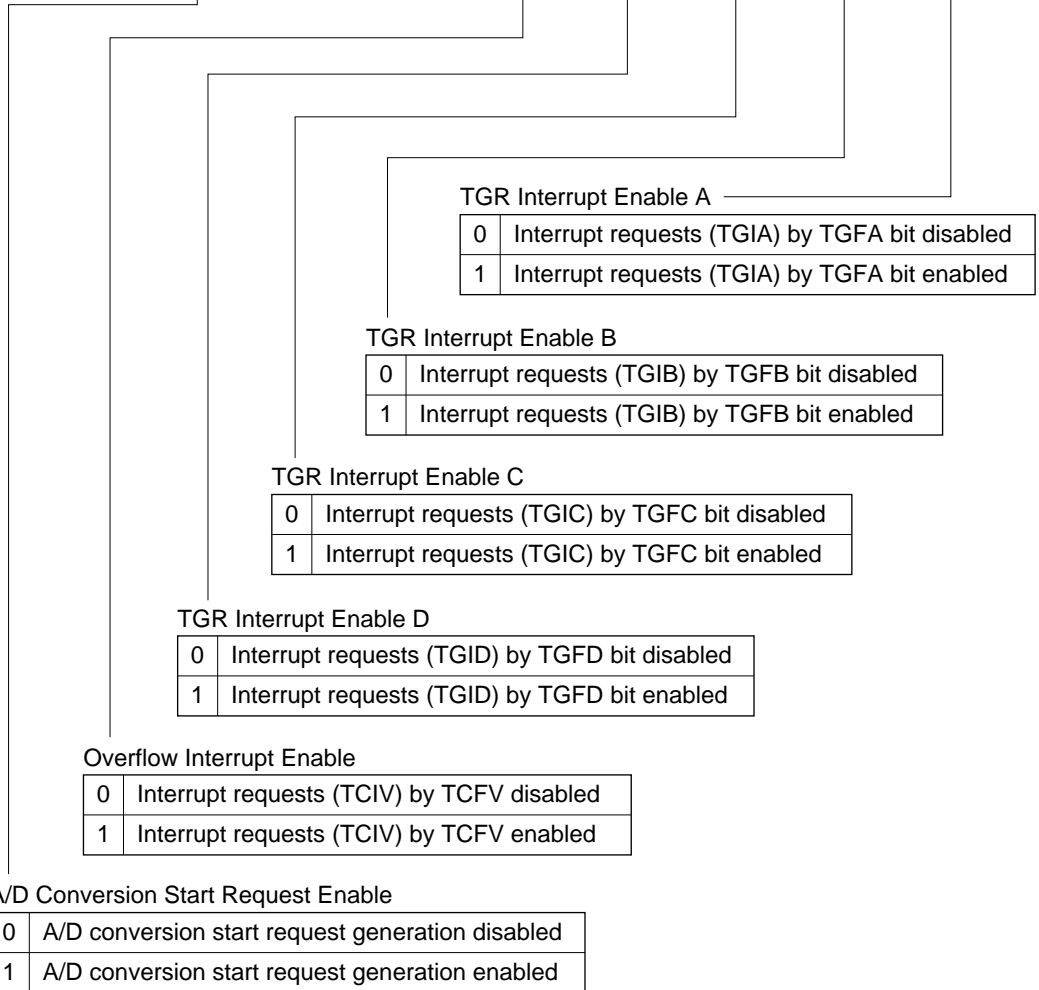 TGR Interrupt Enable A
0 Interrupt requests (TGIA) by TGFA bit disabled
1 Interrupt requests (TGIA) by TGFA bit enabled
TGR Interrupt Enable B
0 Interrupt requests (TGIB) by TGFB bit disabled
1 Interrupt requests (TGIB) by TGFB bit enabled
TGR Interrupt Enable C
0 Interrupt requests (TGIC) by TGFC bit disabled
1 Interrupt requests (TGIC) by TGFC bit enabled
TGR Interrupt Enable D
0 Interrupt requests (TGID) by TGFD bit disabled
1 Interrupt requests (TGID) by TGFD bit enabled
Overflow Interrupt Enable
0 Interrupt requests (TCIV) by TCFV disabled
1 Interrupt requests (TCIV) by TCFV enabled
A/D Conversion Start Request Enable
0 A/D conversion start request generation disabled
1 A/D conversion start request generation enabled